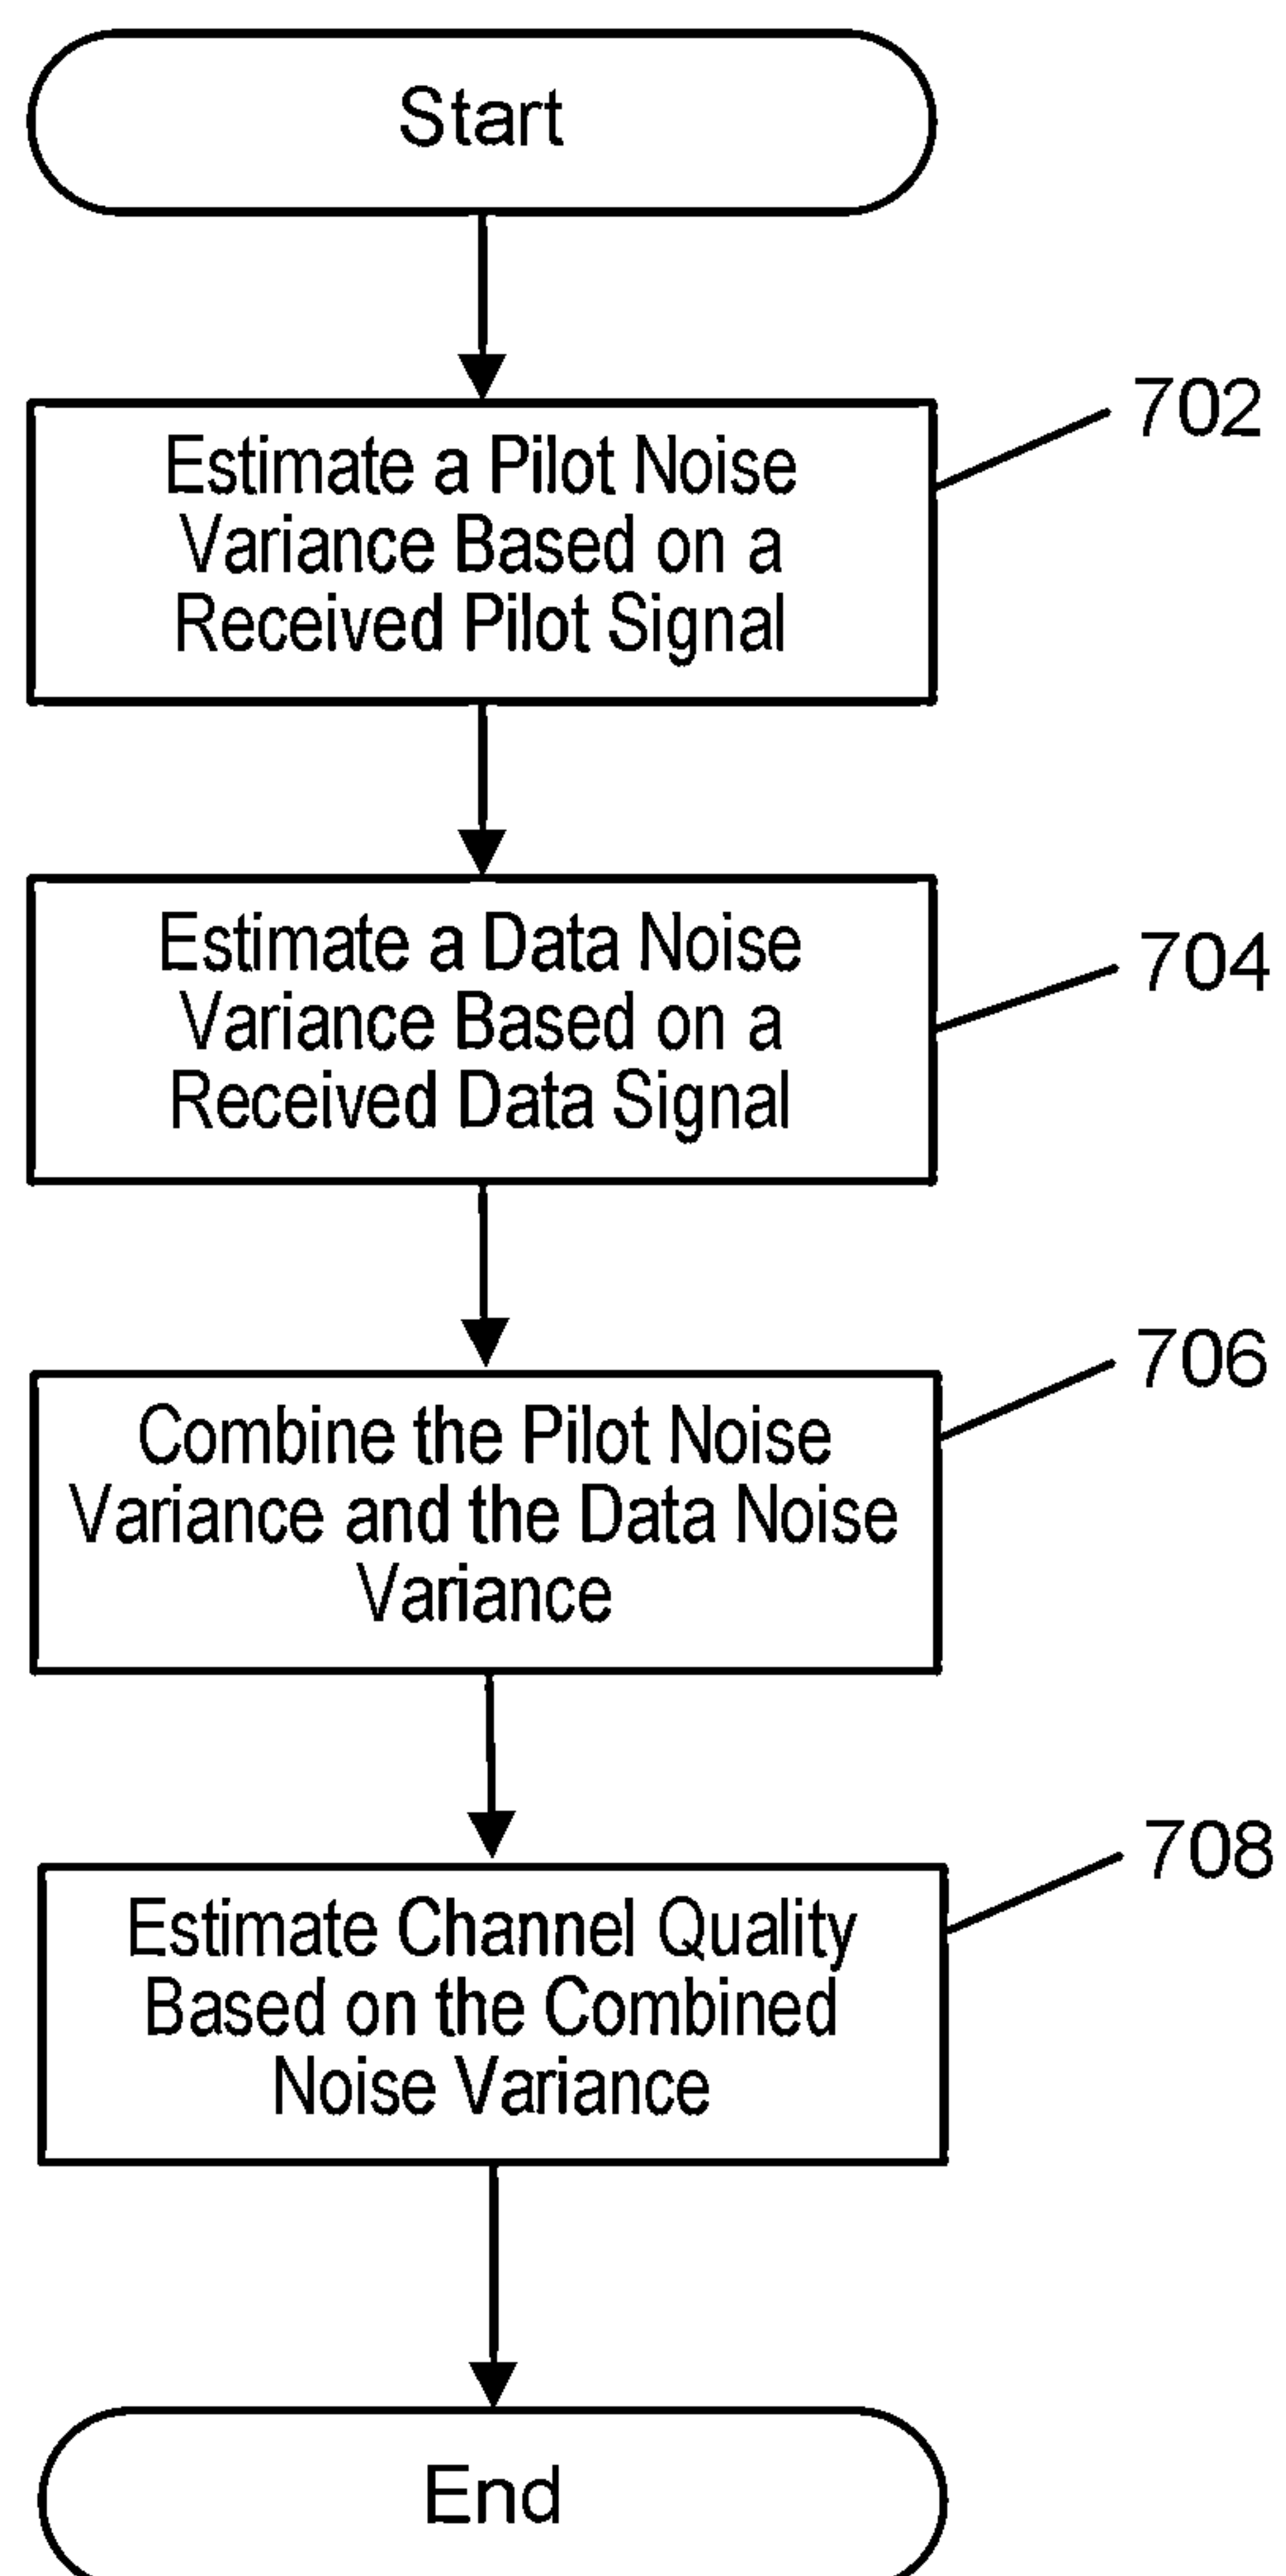 Start
702
Estimate a Pilot Noise
Variance Based on a
Received Pilot Signal
704
Estimate a Data Noise
Variance Based on a
Received Data Signal
706
Combine the Pilot Noise
Variance and the Data Noise
Variance
708
Estimate Channel Quality
Based on the Combined
Noise Variance
End